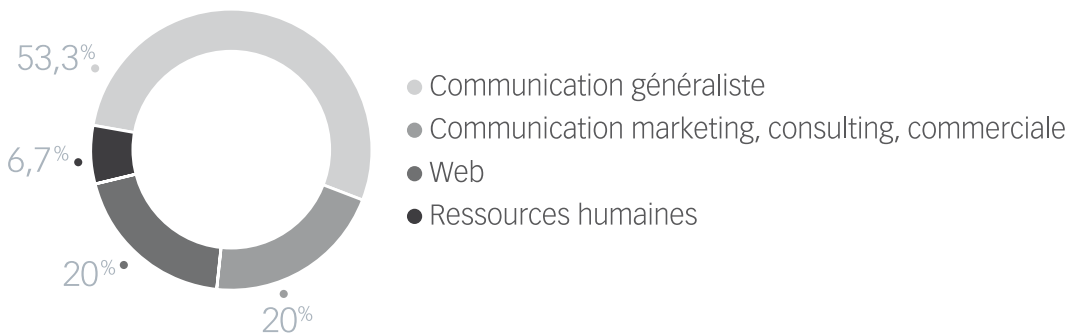 53,3%
6,7%
20%
20%
Communication généraliste
Communication marketing, consulting, commerciale
Web
Ressources humaines